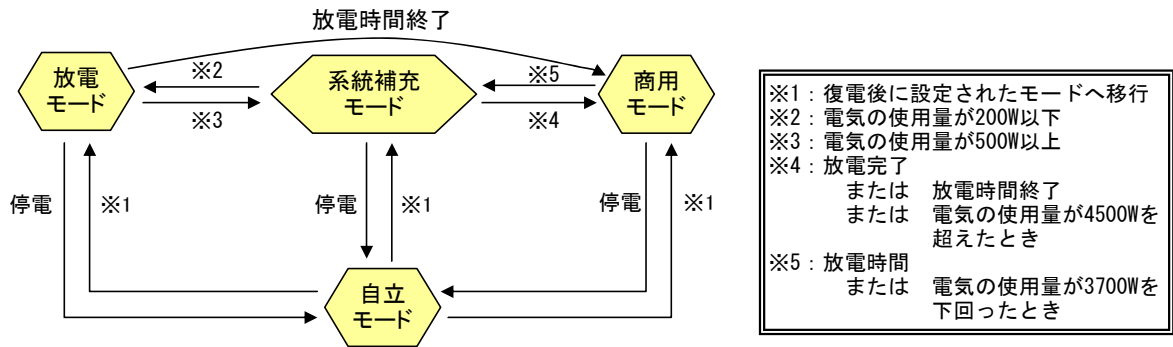 放電時間終了
放電
モード
※2
※3
系統補充
モード
※5
※4
商用
モード
停電
※1
停電
※1
停電
※1
自立
モード
※1：復電後に設定されたモードへ移行
※2：電気の使用量が200W以下
※3：電気の使用量が500W以上
※4：放電完了
または　放電時間終了
または　電気の使用量が4500Wを
超えたとき
※5：放電時間
または　電気の使用量が3700Wを
下回ったとき